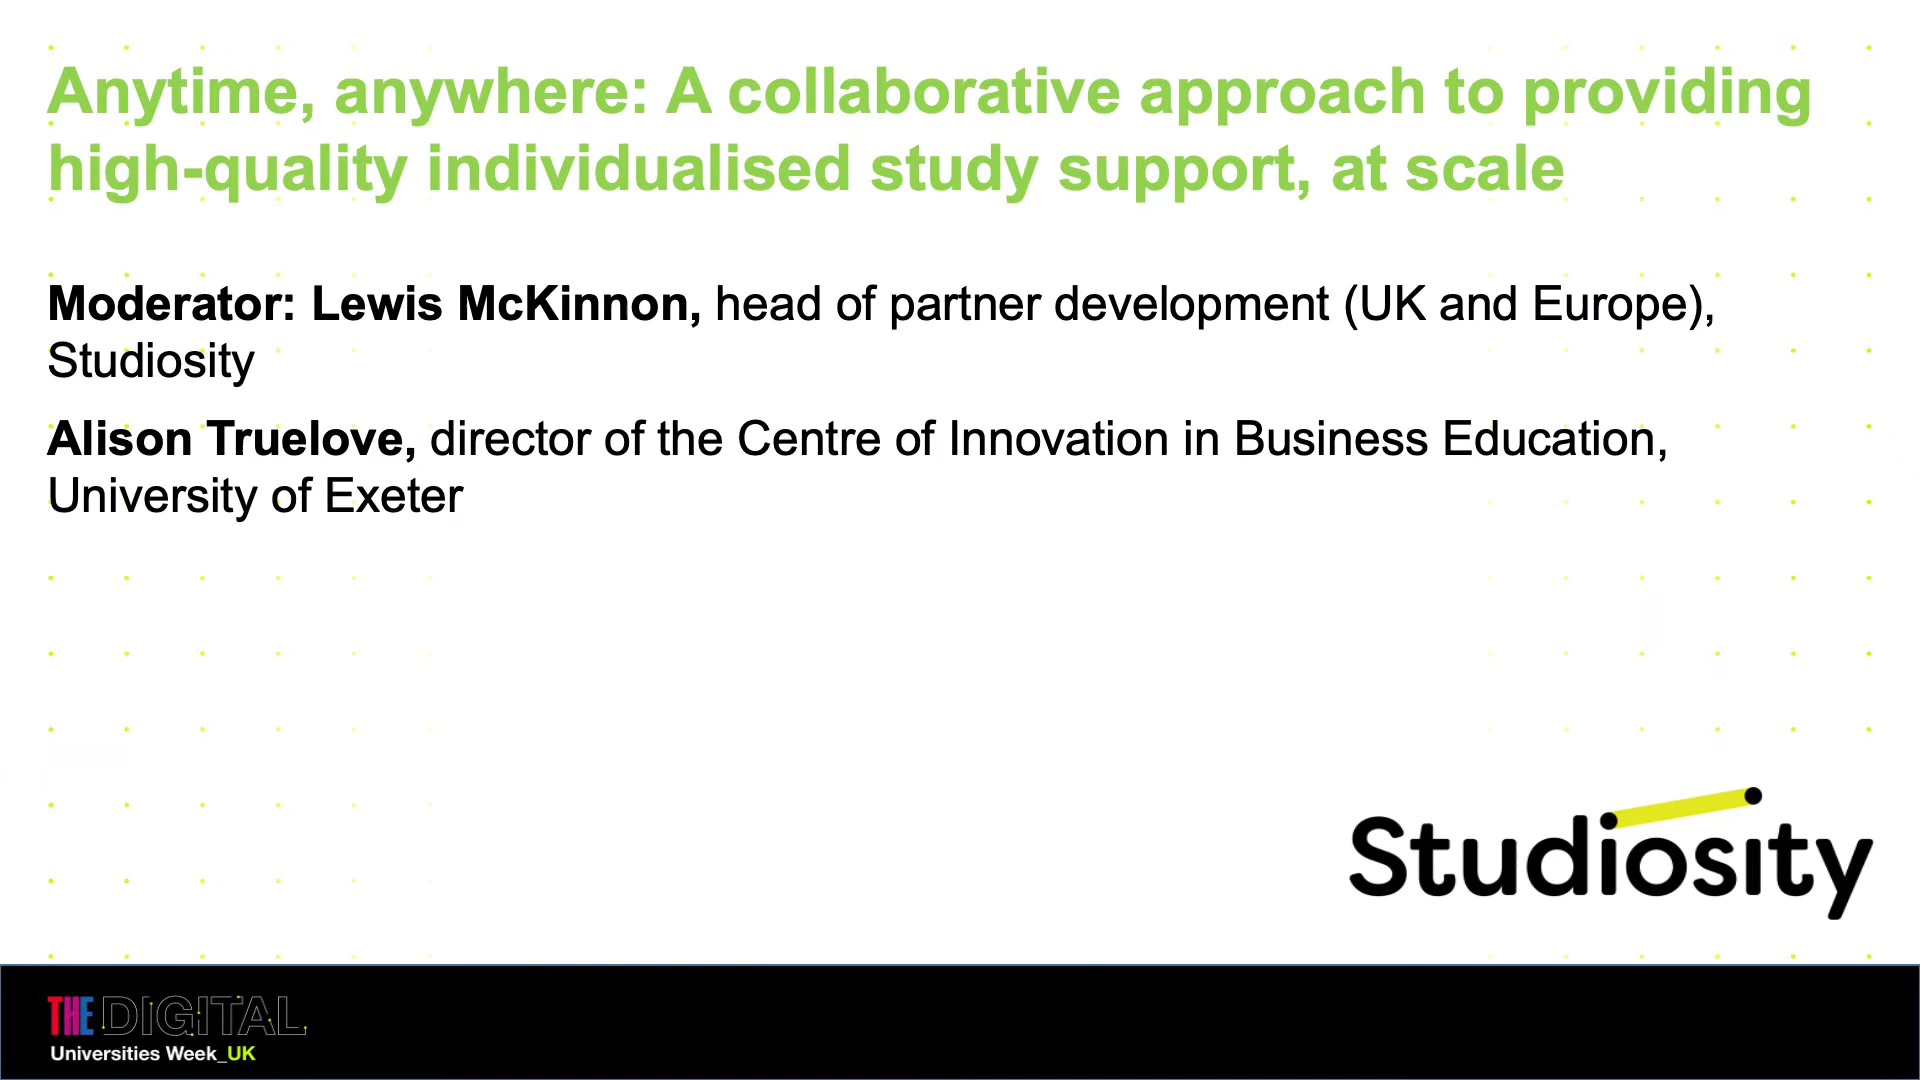 Anytime, anywhere: A collaborative approach to providing
high-quality individualised study support, at scale
Moderator: Lewis McKinnon, head of partner development (UK and Europe),
Studiosity
Alison Truelove, director of the Centre of Innovation in Business Education,
University of Exeter
Studiosity
THE DIGITAL
Universities Week_UK